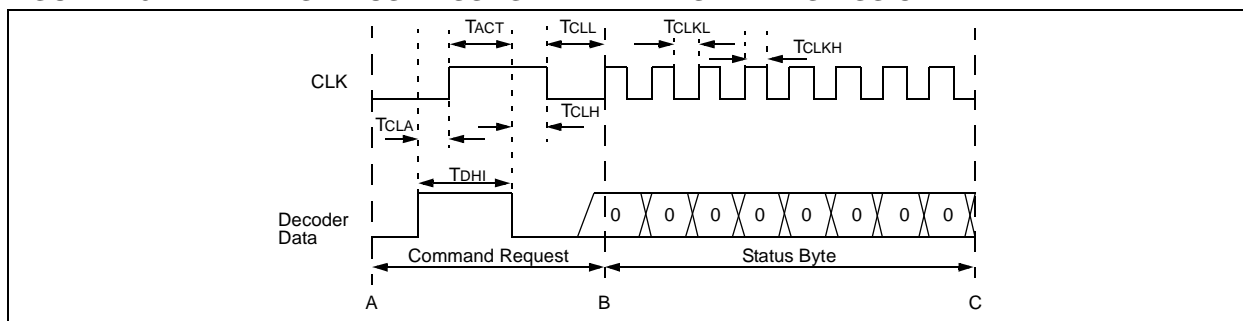 TACT
TCLL
TCLKL
TCLKH
CLK
TCLA
TCLH
TDHI
Decoder
Data
0 0 0 0 0 0 0 0
Command Request
Status Byte
A
B
C